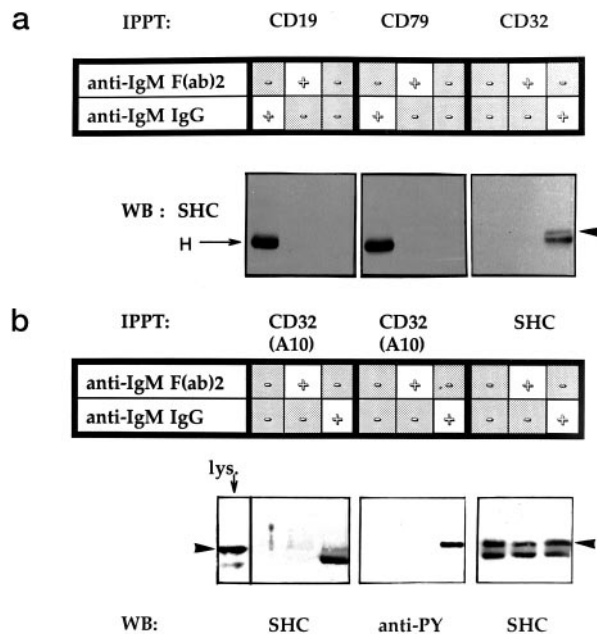 a
IPPT: CD19 CD79 CD32
anti-IgM F(ab)2 - + - - + - - + -
anti-IgM IgG + - - + - - - - +
WB : SHC
H
b
IPPT: CD32 CD32 SHC
(A10) (A10)
anti-IgM F(ab)2 - + - - + - - + -
anti-IgM IgG - - + - - + - - +
lys.
WB: SHC anti-PY SHC